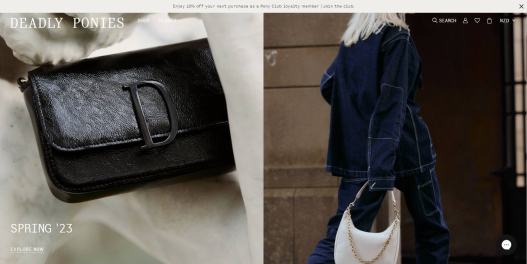 Enjoy 10% off your next purchase as a Pony Club loyalty member | Join the Club
DEADLY PONIES
SHOP
SEARCH
NZD
D
SPRING '23
EXPLORE NOW